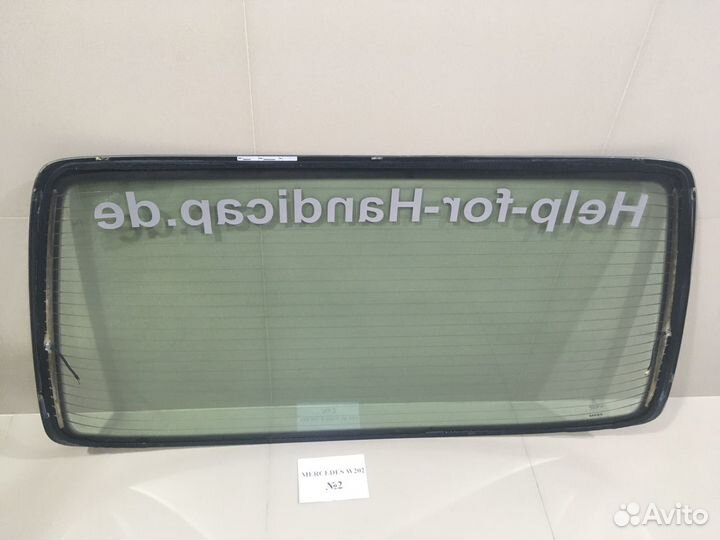 Help-for-Handicap.de
MERCEDES W202
№2
Avito